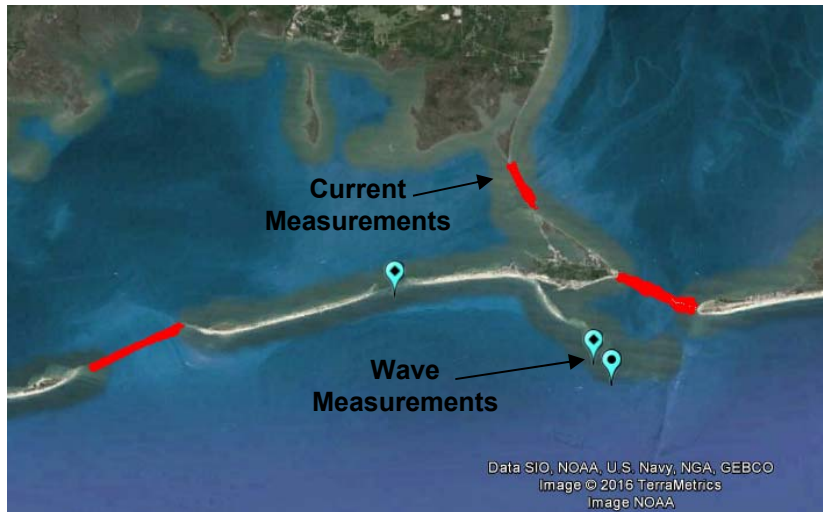 Current
Measurements
Wave
Measurements
Data SIO, NOAA, U.S. Navy, NGA, GEBCO
Image © 2016 TerraMetrics
Image NOAA